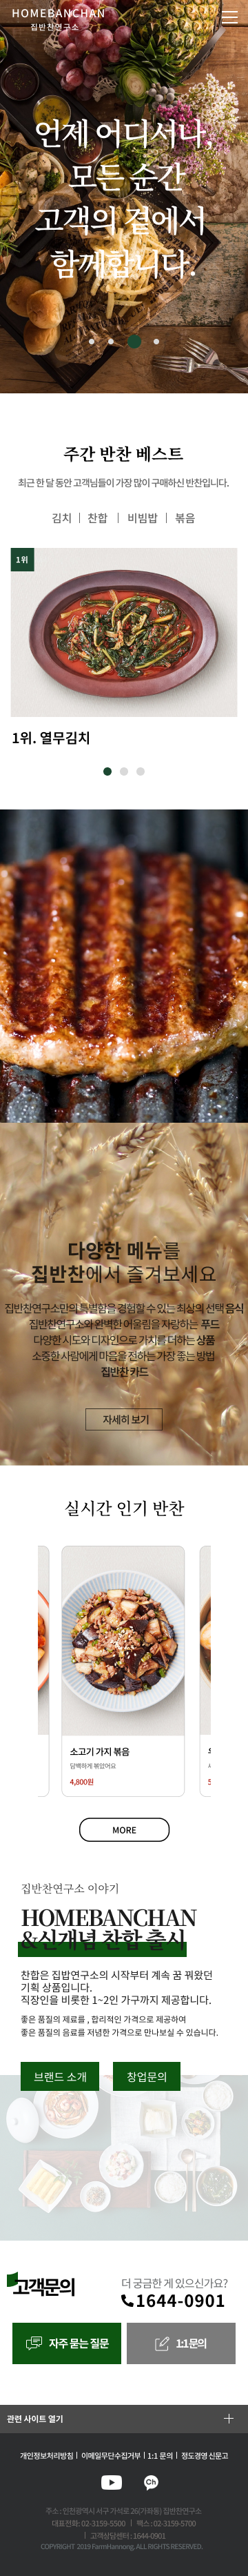 HOMEBANCHAN
집반찬연구소
언제 어디서나,
모든 순간
고객의 곁에서
함께합니다.
주간 반찬 베스트
최근 한 달 동안 고객님들이 가장 많이 구매하신 반찬입니다.
김치 | 찬합 | 비빔밥 | 볶음
1위
1위. 열무김치
다양한 메뉴를
집반찬에서 즐겨보세요
집반찬연구소만의 특별함을 경험할 수 있는 최상의 선택 음식
집반찬연구소와 완벽한 어울림을 자랑하는 푸드
다양한 시도와 디자인으로 가치를 더하는 상품
소중한 사람에게 마음을 전하는 가장 좋는 방법
집반찬 카드
자세히 보기
실시간 인기 반찬
소고기 가지 볶음
담백하게 볶았어요
4,800원
MORE
집반찬연구소 이야기
HOMEBANCHAN
&신개념 찬합 출시
찬합은 집밥연구소의 시작부터 계속 꿈 꿔왔던
기획 상품입니다.
직장인을 비롯한 1~2인 가구까지 제공합니다.
좋은 품질의 제료를 , 합리적인 가격으로 제공하여
좋은 품질의 음료를 저념한 가격으로 만나보실 수 있습니다.
브랜드 소개
창업문의
고객문의
더 궁금한 게 있으신가요?
1644-0901
자주 묻는 질문
1:1문의
관련 사이트 열기
개인정보처리방침 | 이메일무단수집거부 | 1:1 문의 | 정도경영 신문고
Ch
주소 : 인천광역시 서구 가석로 26(가좌동) 집반찬연구소
대표전화: 02-3159-5500 | 팩스 : 02-3159-5700
| 고객상담센터 : 1644-0901
COPYRIGHT 2019 FarmHannong. ALL RIGHTS RESERVED.